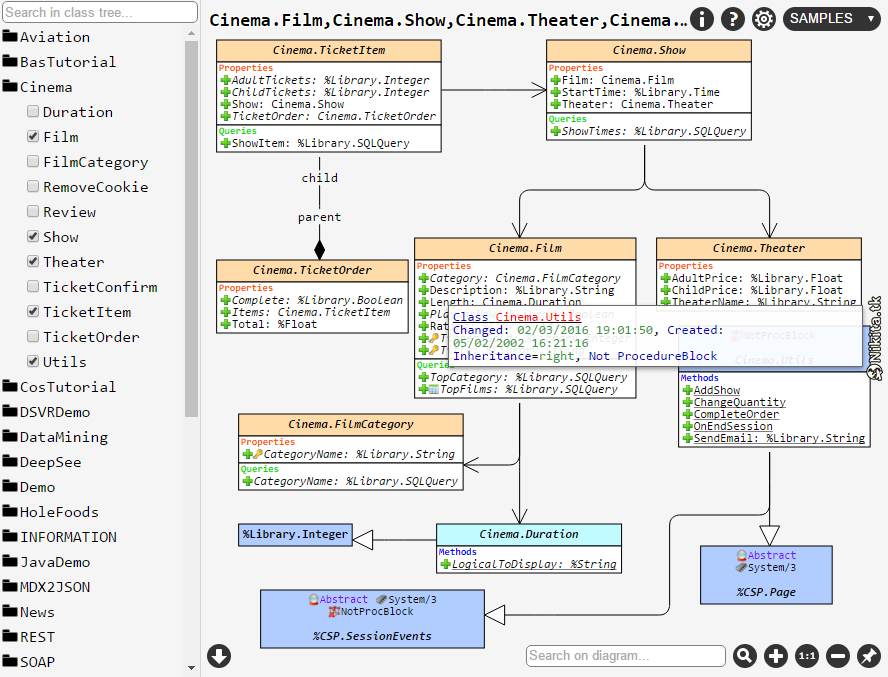 Search in class tree...
Aviation
BasTutorial
Cinema
Duration
Film
FilmCategory
RemoveCookie
Review
Show
Theater
TicketConfirm
TicketItem
TicketOrder
Utils
CosTutorial
DSVRDemo
DataMining
DeepSee
Demo
HoleFoods
INFORMATION
JavaDemo
MDX2JSON
News
REST
SOAP
Cinema.Film,Cinema.Show,Cinema.Theater,Cinema...
SAMPLES
Cinema.TicketItem
Properties
AdultTickets: %Library.Integer
ChildTickets: %Library.Integer
Show: Cinema.Show
TicketOrder: Cinema.TicketOrder
Queries
ShowItem: %Library.SQLQuery
Cinema.Show
Properties
Film: Cinema.Film
StartTime: %Library.Time
Theater: Cinema.Theater
Queries
ShowTimes: %Library.SQLQuery
child
parent
Cinema.TicketOrder
Properties
Complete: %Library.Boolean
Items: Cinema.TicketItem
Total: %Float
Cinema.Film
Properties
Category: Cinema.FilmCategory
Description: %Library.String
Length: Cinema.Duration
Queries
TopCategory: %Library.SQLQuery
TopFilms: %Library.SQLQuery
Cinema.Theater
Properties
AdultPrice: %Library.Float
ChildPrice: %Library.Float
TheaterName: %Library.String
Class Cinema.Utils
Changed: 02/03/2016 19:01:50, Created:
05/02/2002 16:21:16
Inheritance=right, Not ProcedureBlock
NotProcBlock
Cinema.Utils
Methods
AddShow
ChangeQuantity
CompleteOrder
OnEndSession
SendEmail: %Library.String
Cinema.FilmCategory
Properties
CategoryName: %Library.String
Queries
CategoryName: %Library.SQLQuery
%Library.Integer
Cinema.Duration
Methods
LogicalToDisplay: %String
Abstract
System/3
%CSP.Page
Abstract System/3
NotProcBlock
%CSP.SessionEvents
Search on diagram...
1:1
Nikita.tk